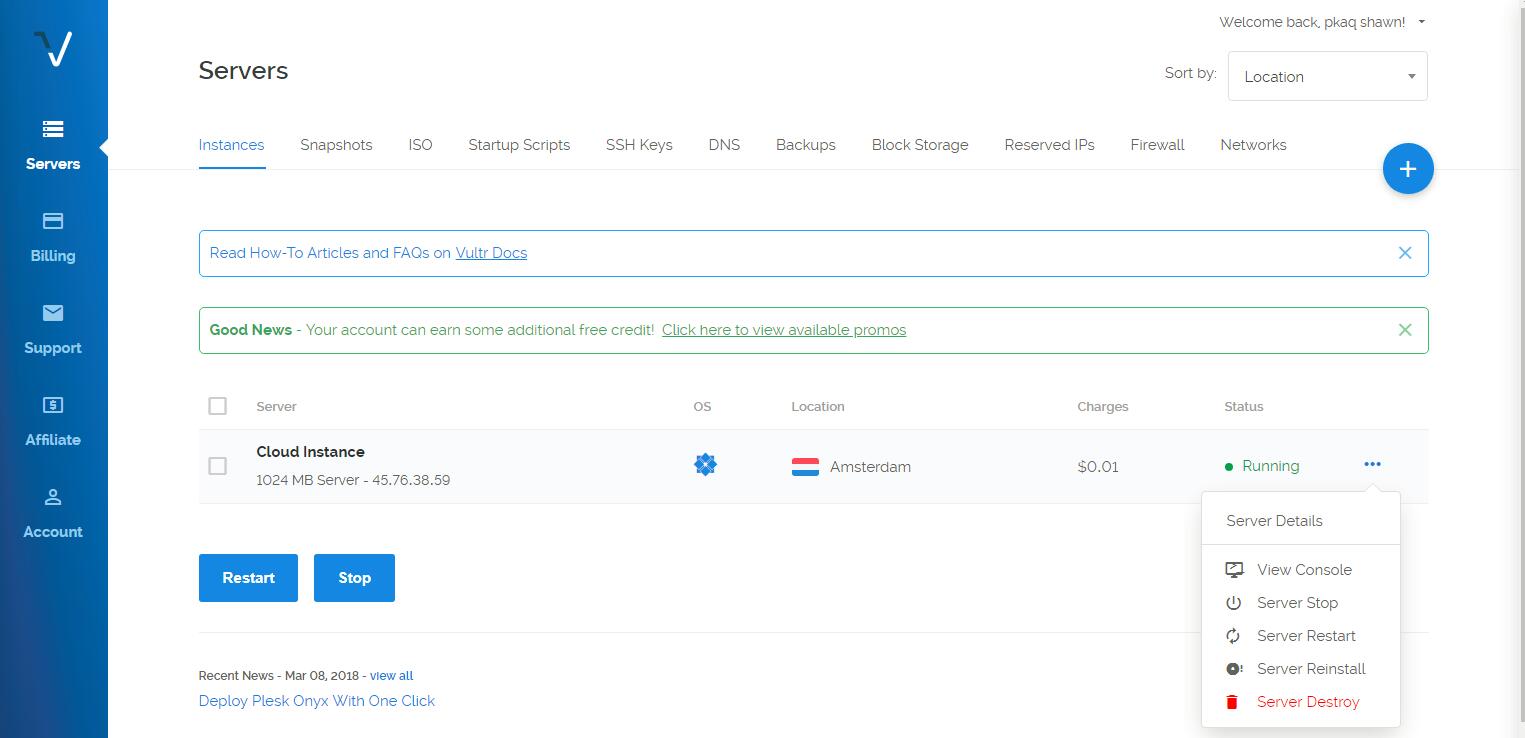 Welcome back, pkaq shawn!
Servers
Sort by: Location
Instances Snapshots ISO Startup Scripts SSH Keys DNS Backups Block Storage Reserved IPs Firewall Networks
+
Servers
Billing
Support
Affiliate
Account
Read How-To Articles and FAQs on Vultr Docs
Good News - Your account can earn some additional free credit! Click here to view available promos
Server OS Location Charges Status
Cloud Instance
1024 MB Server - 45.76.38.59
Amsterdam $0.01 Running
Server Details
View Console
Server Stop
Server Restart
Server Reinstall
Server Destroy
Restart Stop
Recent News - Mar 08, 2018 - view all
Deploy Plesk Onyx With One Click